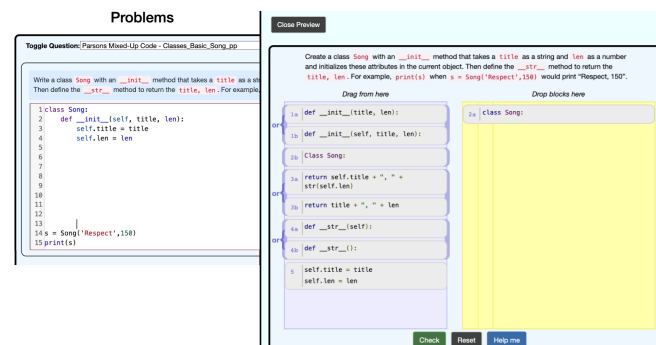 Problems
Toggle Question: Parsons Mixed-Up Code - Classes_Basic_Song_pp
Write a class Song with an __init__ method that takes a title as a str
Then define the __str__ method to return the title, len. For example,
1 class Song:
2 def __init__(self, title, len):
3 self.title = title
4 self.len = len
5
6
7
8
9
10
11
12
13
14 s = Song('Respect',150)
15 print(s)
Close Preview
Create a class Song with an __init__ method that takes a title as a string and len as a number
and initializes these attributes in the current object. Then define the __str__ method to return the
title, len. For example, print(s) when s = Song('Respect',150) would print "Respect, 150".
Drag from here
or
1a def __init__(title, len):
1b def __init__(self, title, len):
2b Class Song:
or
3a return self.title + ", " +
str(self.len)
3b return title + ", " + len
or
4a def __str__(self):
4b def __str__():
5 self.title = title
self.len = len
Drop blocks here
2a class Song:
Check
Reset
Help me